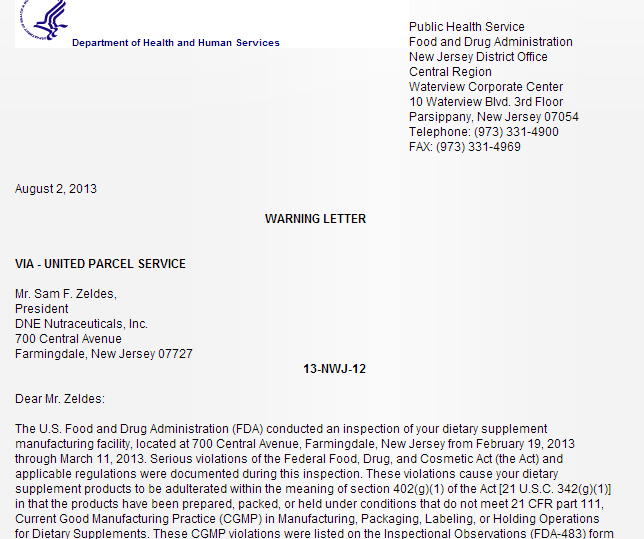 Department of Health and Human Services
Public Health Service
Food and Drug Administration
New Jersey District Office
Central Region
Waterview Corporate Center
10 Waterview Blvd. 3rd Floor
Parsippany, New Jersey 07054
Telephone: (973) 331-4900
FAX: (973) 331-4969
August 2, 2013
WARNING LETTER
VIA - UNITED PARCEL SERVICE
Mr. Sam F. Zeldes,
President
DNE Nutraceuticals, Inc.
700 Central Avenue
Farmingdale, New Jersey 07727
13-NWJ-12
Dear Mr. Zeldes:
The U.S. Food and Drug Administration (FDA) conducted an inspection of your dietary supplement
manufacturing facility, located at 700 Central Avenue, Farmingdale, New Jersey from February 19, 2013
through March 11, 2013. Serious violations of the Federal Food, Drug, and Cosmetic Act (the Act) and
applicable regulations were documented during this inspection. These violations cause your dietary
supplement products to be adulterated within the meaning of section 402(g)(1) of the Act [21 U.S.C. 342(g)(1)]
in that the products have been prepared, packed, or held under conditions that do not meet 21 CFR part 111,
Current Good Manufacturing Practice (CGMP) in Manufacturing, Packaging, Labeling, or Holding Operations
for Dietary Supplements. These CGMP violations were listed on the Inspectional Observations (FDA-483) form